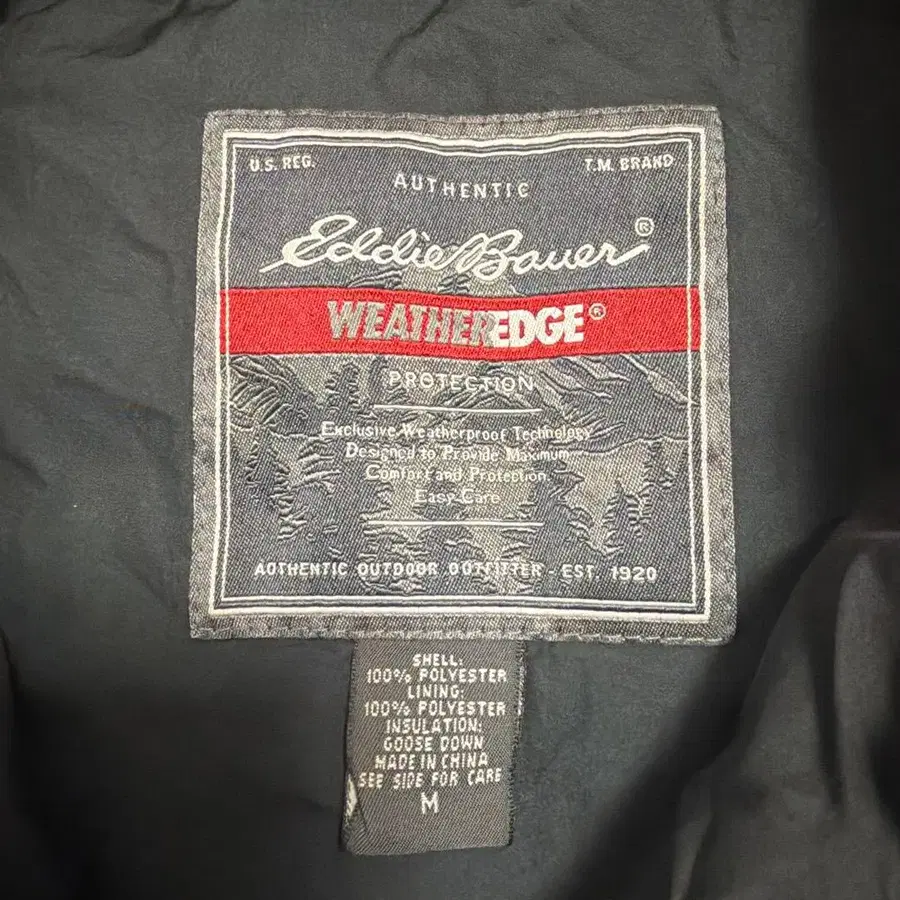 U.S. REG.
T.M. BRAND
AUTHENTIC
Eddie Bauer®
WEATHEREDGE®
PROTECTION
Exclusive Weatherproof Technology
Designed to Provide Maximum
Comfort and Protection
Easy Care
AUTHENTIC OUTDOOR OUTFITTER - EST. 1920
SHELL:
100% POLYESTER
LINING:
100% POLYESTER
INSULATION:
GOOSE DOWN
MADE IN CHINA
SEE SIDE FOR CARE
M